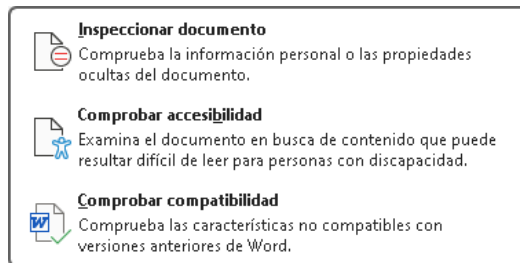 Inspeccionar documento
Comprueba la información personal o las propiedades
ocultas del documento.
Comprobar accesibilidad
Examina el documento en busca de contenido que puede
resultar difícil de leer para personas con discapacidad.
Comprobar compatibilidad
W
Comprueba las características no compatibles con
versiones anteriores de Word.